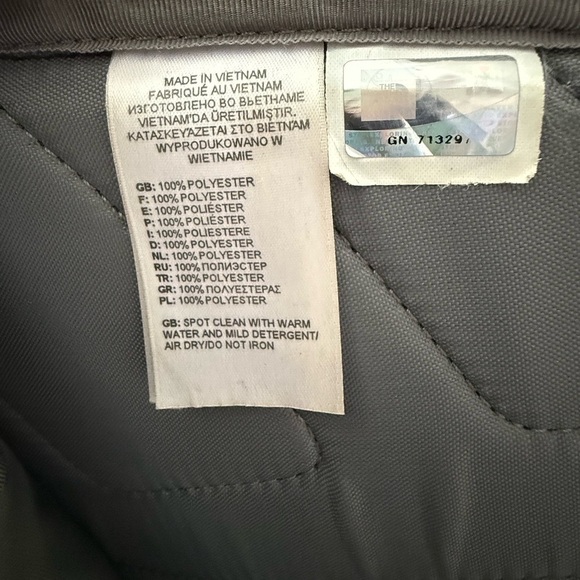 MADE IN VIETNAM
FABRIQUÉ AU VIETNAM
ИЗГОТОВЛЕНО ВО ВЬЕТНАМЕ
VIETNAM'DA ÜRETILMIŞTIR.
ΚΑΤΑΣΚΕΥΆΖΕΤΑΙ ΣΤΟ ΒΙΕΤΝΆΜ
WYPRODUKOWANO W
WIETNAMIE
GB: 100% POLYESTER
F: 100% POLYESTER
E: 100% POLIÉSTER
P: 100% POLIÉSTER
I: 100% POLIESTERE
D: 100% POLYESTER
NL: 100% POLYESTER
RU: 100% ПОЛИЭСТЕР
TR: 100% POLYESTER
GR: 100% ΠΟΛΥΕΣΤΕΡΑΣ
PL: 100% POLYESTER
GB: SPOT CLEAN WITH WARM
WATER AND MILD DETERGENT/
AIR DRY/DO NOT IRON
THE
GN 71329